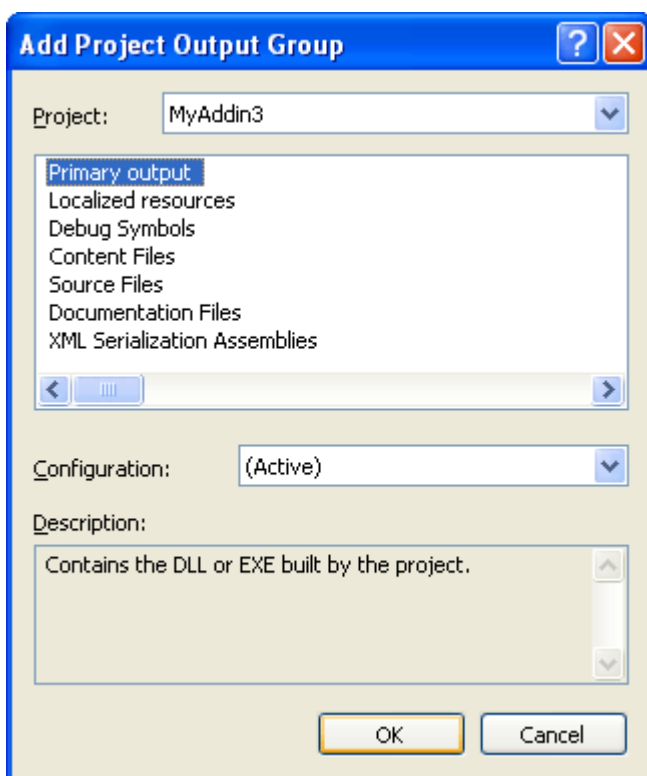 Add Project Output Group
Project: MyAddin3
Primary output
Localized resources
Debug Symbols
Content Files
Source Files
Documentation Files
XML Serialization Assemblies
Configuration: (Active)
Description:
Contains the DLL or EXE built by the project.
OK Cancel